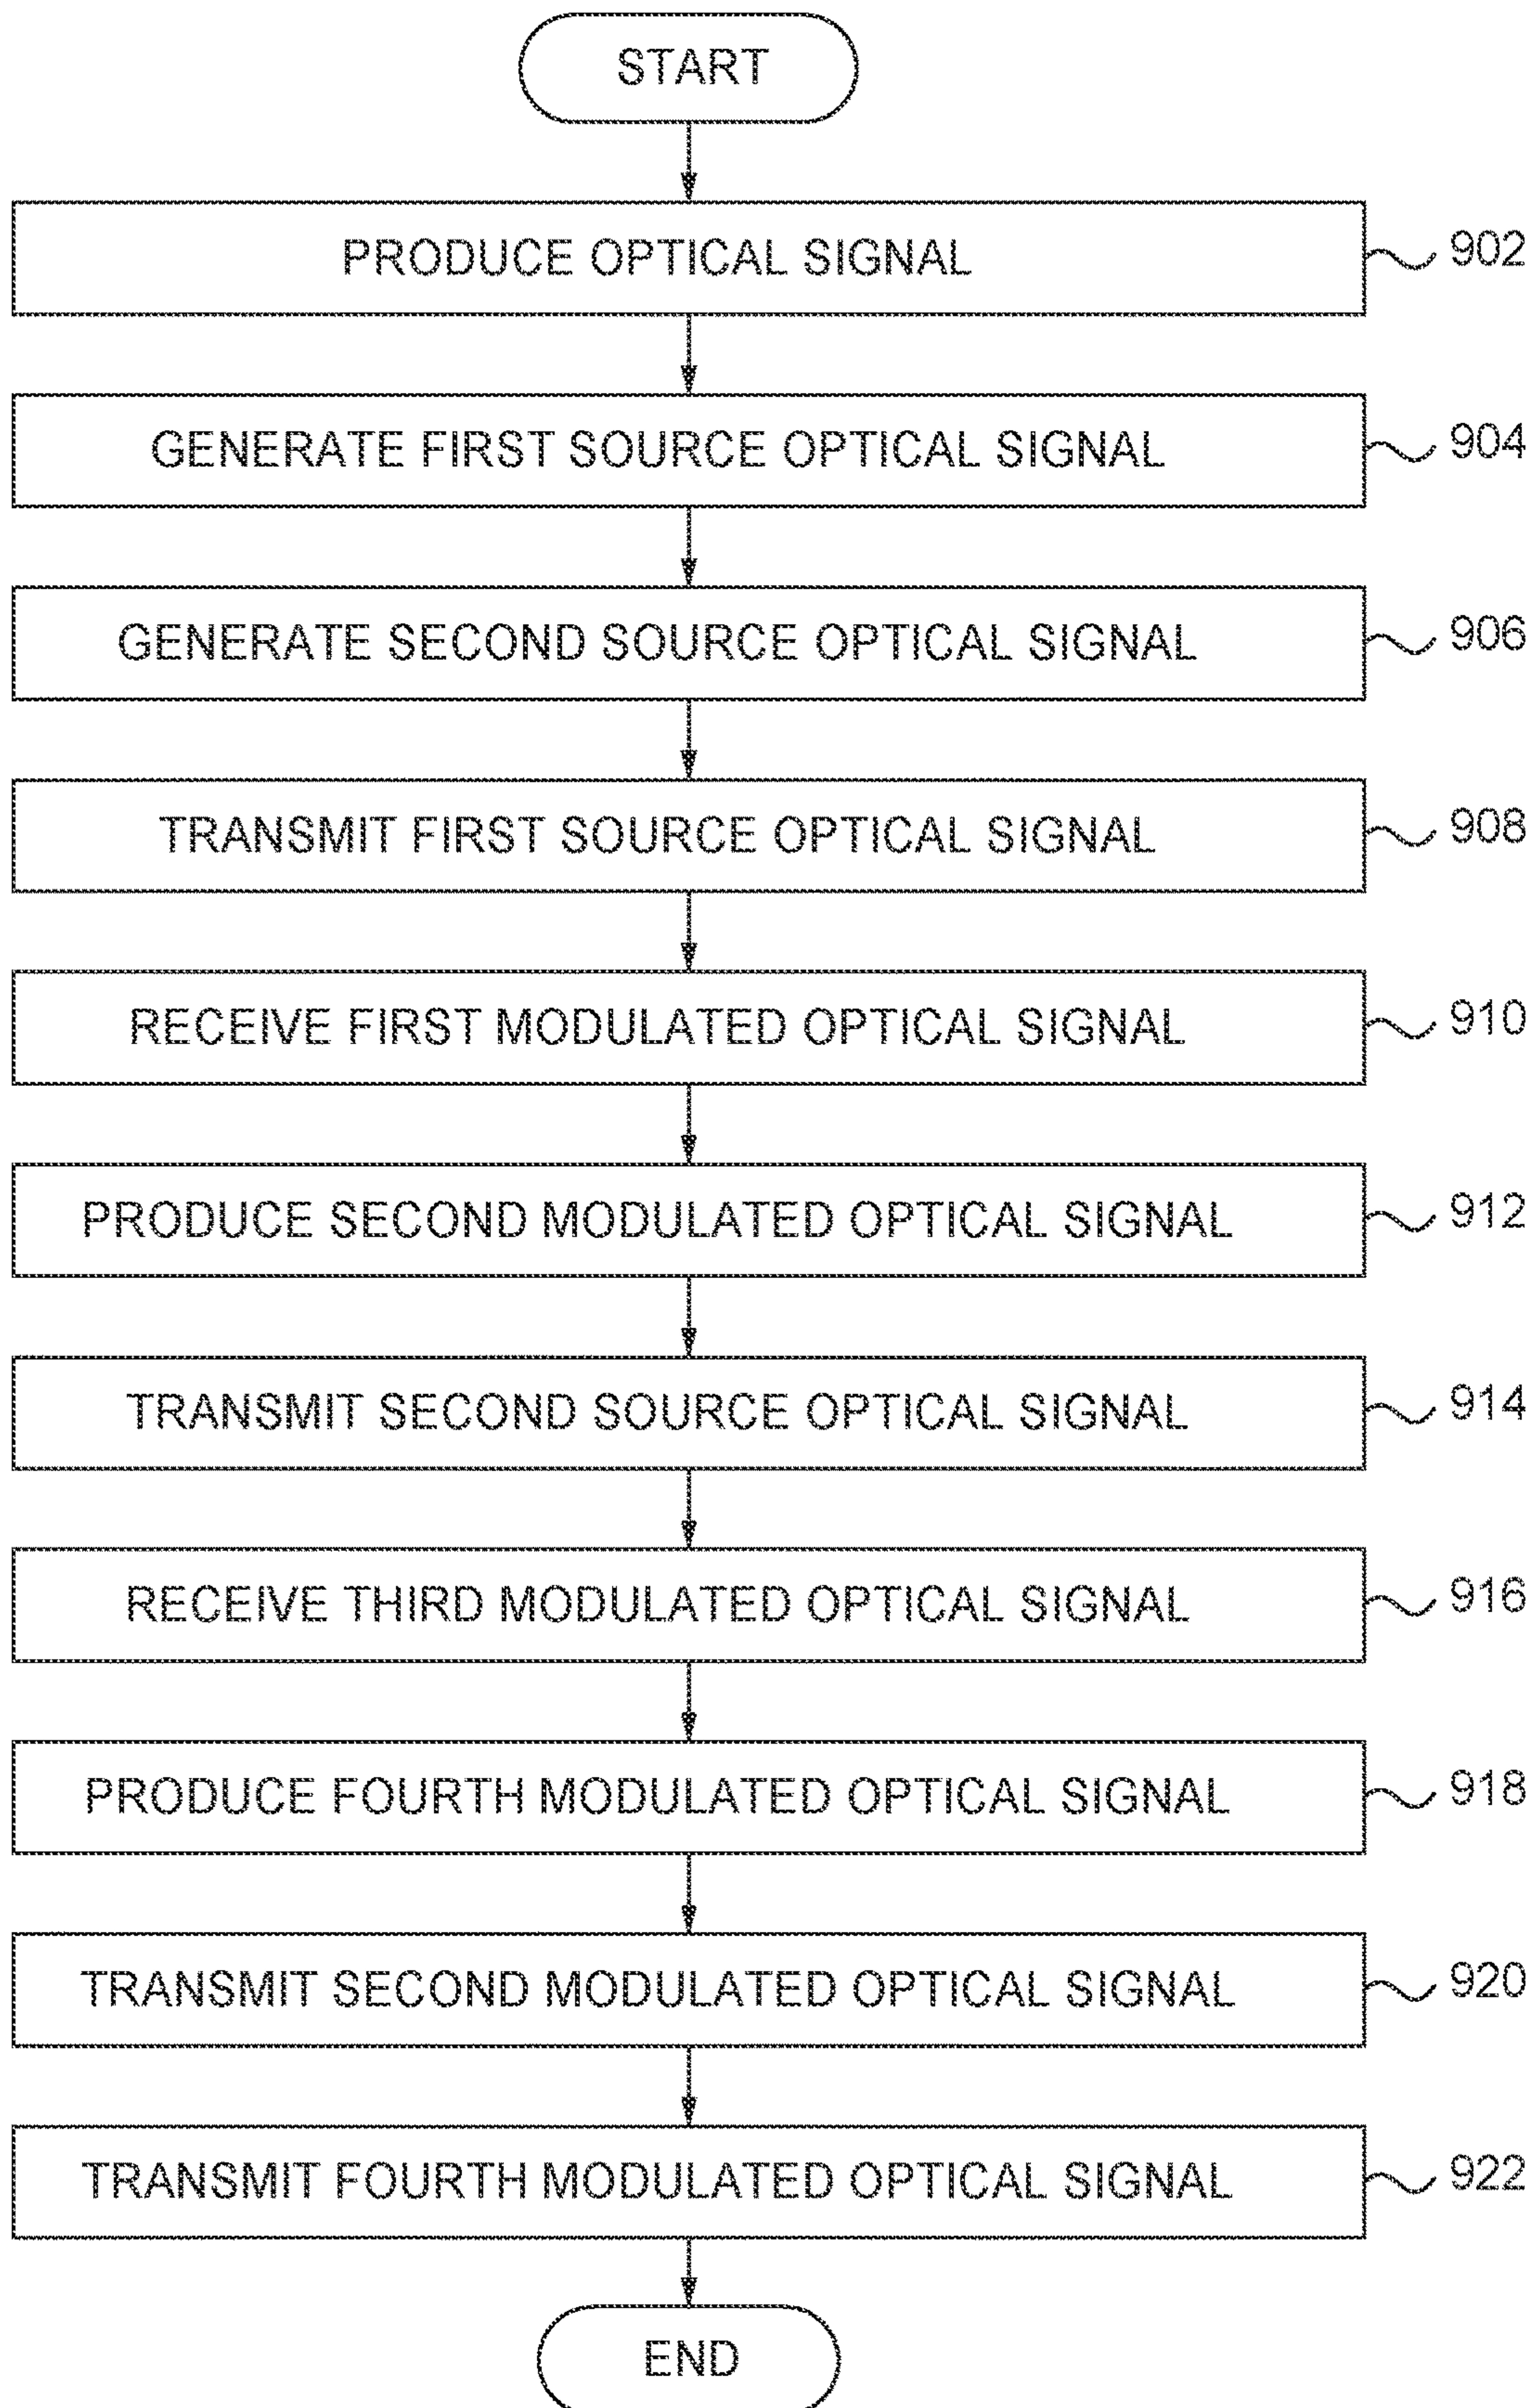 START
PRODUCE OPTICAL SIGNAL 902
GENERATE FIRST SOURCE OPTICAL SIGNAL 904
GENERATE SECOND SOURCE OPTICAL SIGNAL 906
TRANSMIT FIRST SOURCE OPTICAL SIGNAL 908
RECEIVE FIRST MODULATED OPTICAL SIGNAL 910
PRODUCE SECOND MODULATED OPTICAL SIGNAL 912
TRANSMIT SECOND SOURCE OPTICAL SIGNAL 914
RECEIVE THIRD MODULATED OPTICAL SIGNAL 916
PRODUCE FOURTH MODULATED OPTICAL SIGNAL 918
TRANSMIT SECOND MODULATED OPTICAL SIGNAL 920
TRANSMIT FOURTH MODULATED OPTICAL SIGNAL 922
END